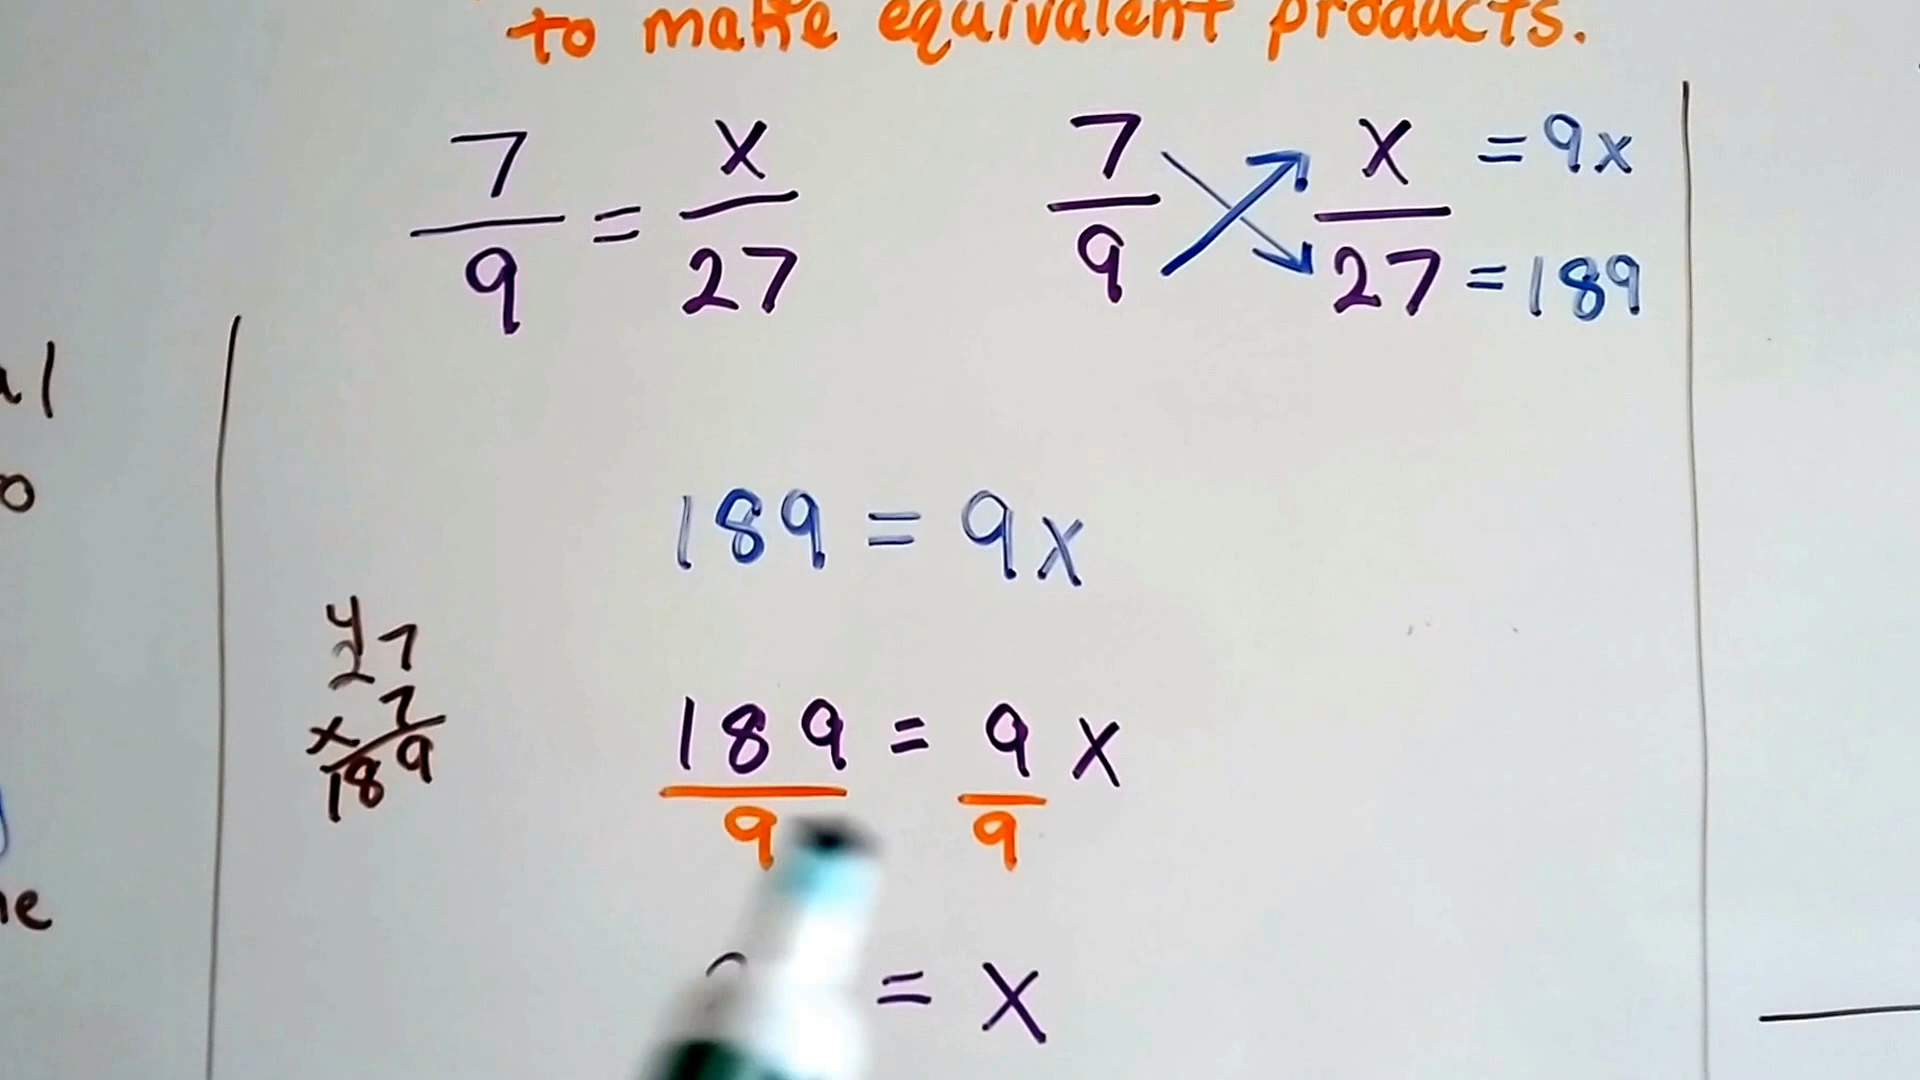 to make equivalent products.
7/9 = x/27
7/9 x/27 = 9x = 189
189 = 9x
4
27
x 7
189
189/9 = 9/9 x
= x